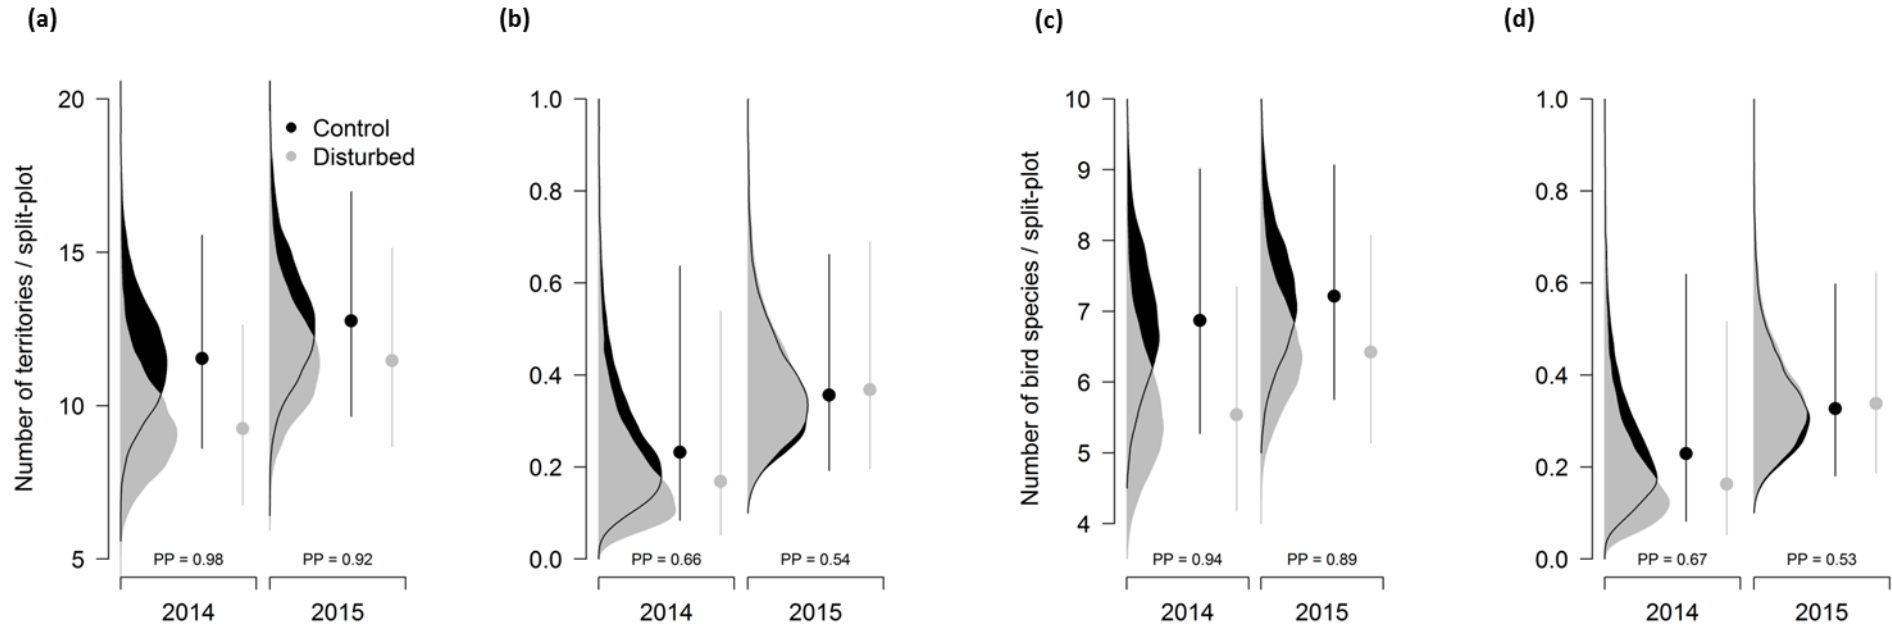 (a)
(b)
(c)
(d)
Number of territories / split-plot
20
15
10
5
Control
Disturbed
PP = 0.98
PP = 0.92
2014
2015
1.0
0.8
0.6
0.4
0.2
0.0
PP = 0.66
PP = 0.54
2014
2015
Number of bird species / split-plot
10
9
8
7
6
5
4
PP = 0.94
PP = 0.89
2014
2015
1.0
0.8
0.6
0.4
0.2
0.0
PP = 0.67
PP = 0.53
2014
2015